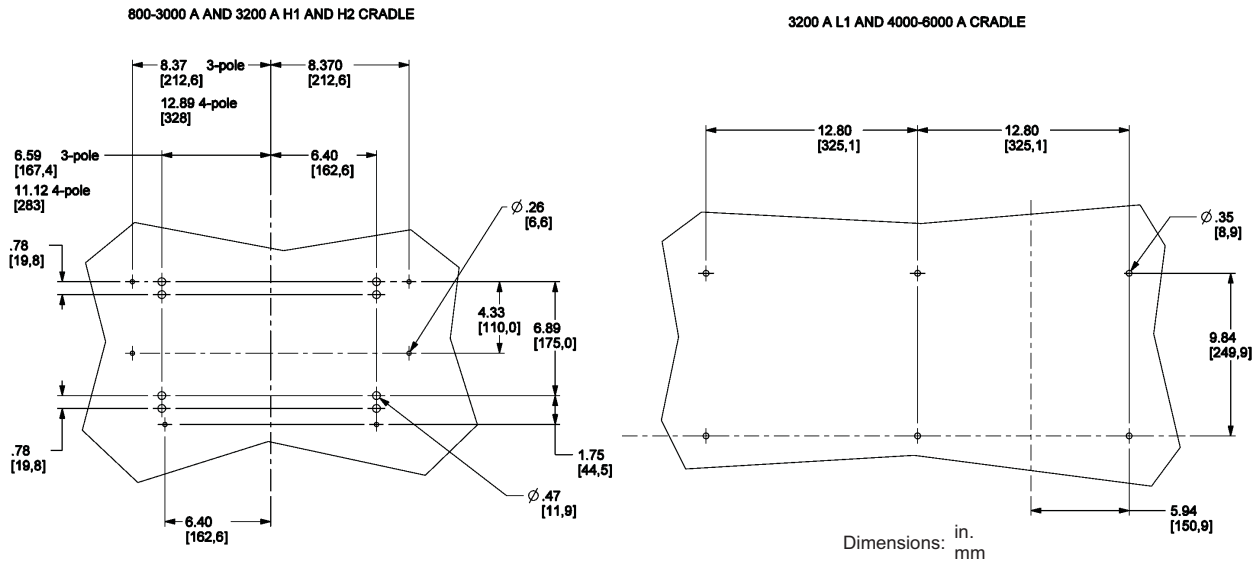 800-3000 A AND 3200 A H1 AND H2 CRADLE
8.37 3-pole
[212,6]
12.89 4-pole
[328]
8.370
[212,6]
6.59 3-pole
[167,4]
11.12 4-pole
[283]
6.40
[162,6]
Ø.26
[6,6]
.78
[19,8]
4.33
[110,0]
6.89
[175,0]
.78
[19,8]
1.75
[44,5]
Ø.47
[11,9]
6.40
[162,6]
3200 A L1 AND 4000-6000 A CRADLE
12.80
[325,1]
12.80
[325,1]
Ø.35
[8,9]
9.84
[249,9]
5.94
[150,9]
Dimensions: in.
mm